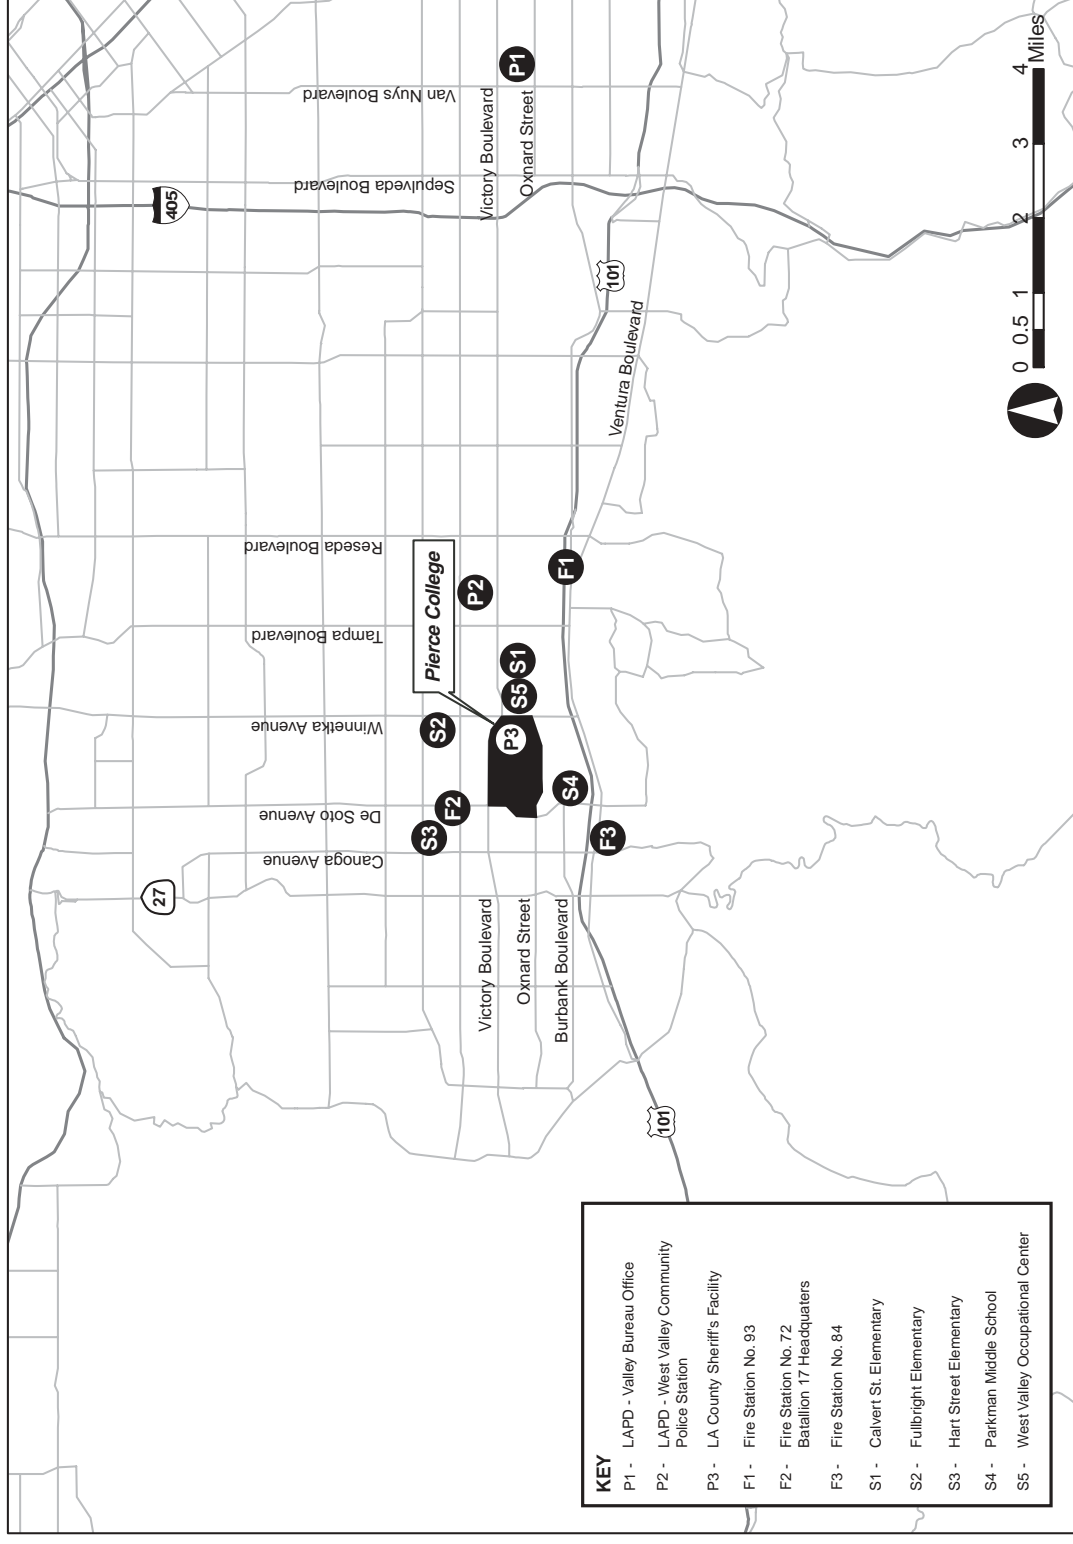 Van Nuys Boulevard
Sepulveda Boulevard
Reseda Boulevard
Tampa Boulevard
Winnetka Avenue
De Soto Avenue
Canoga Avenue
405
27
Victory Boulevard
Oxnard Street
P1
Pierce College
P2
S1
S5
S2
P3
F1
F2
S3
S4
F3
101
Ventura Boulevard
Victory Boulevard
Oxnard Street
Burbank Boulevard
101
0 0.5 1 2 3 4
Miles
KEY
P1 - LAPD - Valley Bureau Office
P2 - LAPD - West Valley Community
Police Station
P3 - LA County Sheriff's Facility
F1 - Fire Station No. 93
F2 - Fire Station No. 72
Batallion 17 Headquaters
F3 - Fire Station No. 84
S1 - Calvert St. Elementary
S2 - Fullbright Elementary
S3 - Hart Street Elementary
S4 - Parkman Middle School
S5 - West Valley Occupational Center